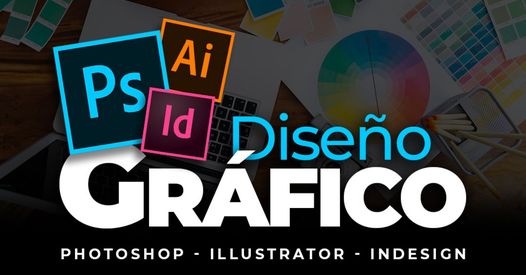 Ps
Ai
Id
Diseño
GRÁFICO
PHOTOSHOP - ILLUSTRATOR - INDESIGN